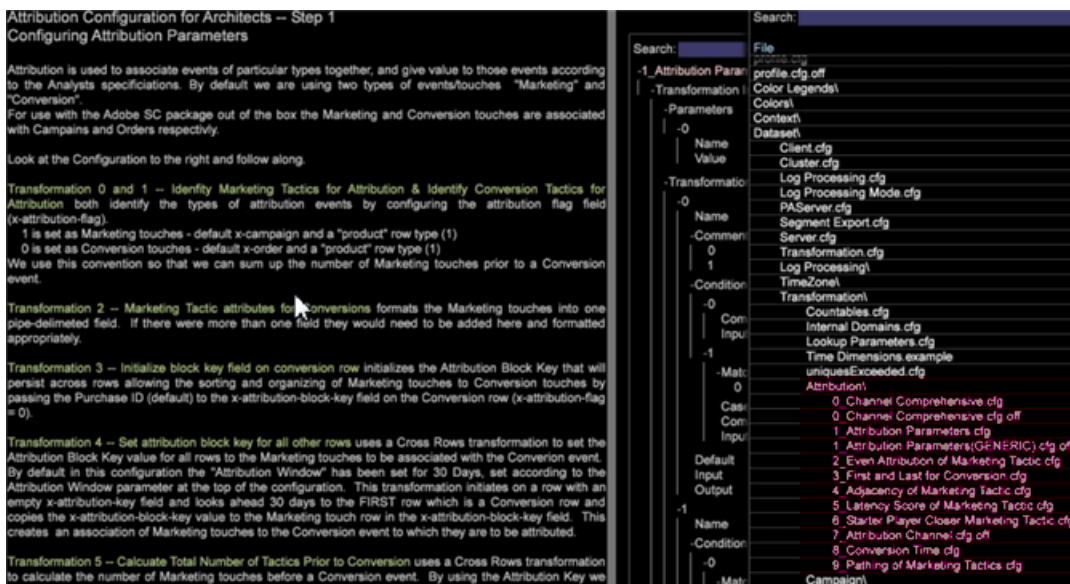 Attribution Configuration for Architects -- Step 1
Configuring Attribution Parameters
Attribution is used to associate events of particular types together, and give value to those events according
to the Analysts specificiations. By default we are using two types of events/touches "Marketing" and
"Conversion".
For use with the Adobe SC package out of the box the Marketing and Conversion touches are associated
with Campains and Orders respectivly.
Look at the Configuration to the right and follow along.
Transformation 0 and 1 -- Idenfity Marketing Tactics for Attribution & Identify Conversion Tactics for
Attribution both identify the types of attribution events by configuring the attribution flag field
(x-attribution-flag).
1 is set as Marketing touches - default x-campaign and a "product" row type (1)
0 is set as Conversion touches - default x-order and a "product" row type (1)
We use this convention so that we can sum up the number of Marketing touches prior to a Conversion
event.
Transformation 2 -- Marketing Tactic attributes for Conversions formats the Marketing touches into one
pipe-delimeted field. If there were more than one field they would need to be added here and formatted
appropriately.
Transformation 3 -- Initialize block key field on conversion row initializes the Attribution Block Key that will
persist across rows allowing the sorting and organizing of Marketing touches to Conversion touches by
passing the Purchase ID (default) to the x-attribution-block-key field on the Conversion row (x-attribution-flag
= 0).
Transformation 4 -- Set attribution block key for all other rows uses a Cross Rows transformation to set the
Attribution Block Key value for all rows to the Marketing touches to be associated with the Converion event.
By default in this configuration the "Attribution Window" has been set for 30 Days, set according to the
Attribution Window parameter at the top of the configuration. This transformation initiates on a row with an
empty x-attribution-key field and looks ahead 30 days to the FIRST row which is a Conversion row and
copies the x-attribution-block-key value to the Marketing touch row in the x-attribution-block-key field. This
creates an association of Marketing touches to the Conversion event to which they are to be attributed.
Transformation 5 -- Calcuate Total Number of Tactics Prior to Conversion uses a Cross Rows transformation
to calculate the number of Marketing touches before a Conversion event. By using the Attribution Key we
Search:
-1_Attribution Param
-Transformation
-Parameters
-0
Name
Value
-Transformatio
-0
Name
-Commen
0
1
-Condition
-0
Com
Inpu
-1
-Matc
0
Case
Com
Inpu
Default
Input
Output
-1
Name
-Condition
-0
-Matc
Search:
File
profile.cfg
profile.cfg.off
Color Legends\
Colors\
Context\
Dataset\
Client.cfg
Cluster.cfg
Log Processing.cfg
Log Processing Mode.cfg
PAServer.cfg
Segment Export.cfg
Server.cfg
Transformation.cfg
Log Processing\
TimeZone\
Transformation\
Countables.cfg
Internal Domains.cfg
Lookup Parameters.cfg
Time Dimensions.example
uniquesExceeded.cfg
Attribution\
0_Channel Comprehensive.cfg
0_Channel Comprehensive.cfg off
1_Attribution Parameters.cfg
1_Attribution Parameters(GENERIC).cfg of
2_Even Attribution of Marketing Tactic.cfg
3_First and Last for Conversion.cfg
4_Adjacency of Marketing Tactic.cfg
5_Latency Score of Marketing Tactic.cfg
6_Starter Player Closer Marketing Tactic.cf
7_Attribution Channel.cfg off
8_Conversion Time.cfg
9_Pathing of Marketing Tactics.cfg
Campaign\